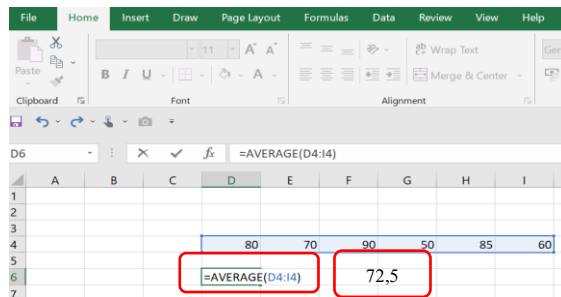 File Home Insert Draw Page Layout Formulas Data Review View Help
11 A^ A˅ ab Wrap Text Gen
Paste B I U A Merge & Center
Clipboard Font Alignment
D6 fx =AVERAGE(D4:I4)
A B C D E F G H I
1
2
3
4 80 70 90 50 85 60
5
6 =AVERAGE(D4:I4) 72,5
7